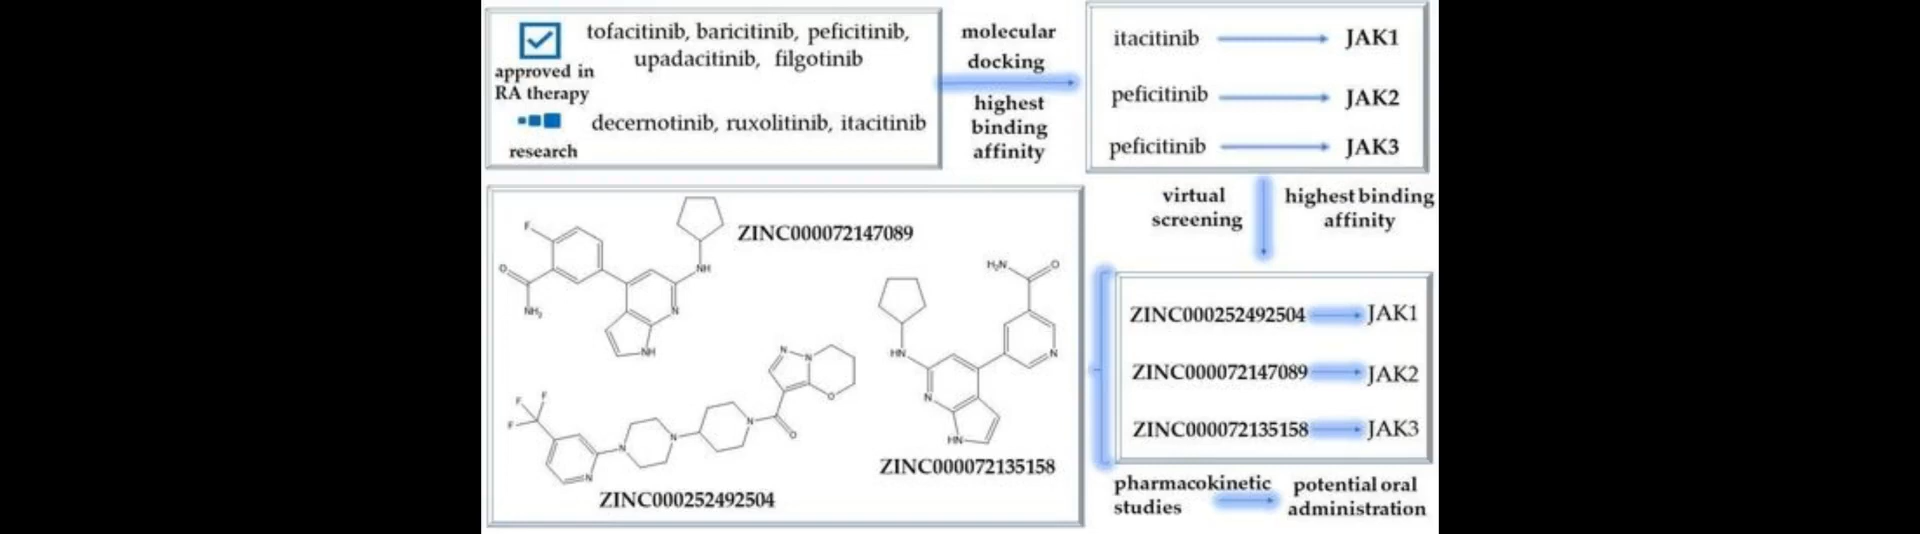 tofacitinib, baricitinib, peficitinib,
upadacitinib, filgotinib
approved in
RA therapy
decernotinib, ruxolitinib, itacitinib
research
molecular
docking
highest
binding
affinity
itacitinib JAK1
peficitinib JAK2
peficitinib JAK3
virtual
screening
highest binding
affinity
ZINC000252492504 JAK1
ZINC000072147089 JAK2
ZINC000072135158 JAK3
pharmacokinetic
studies
potential oral
administration
ZINC000072147089
F
O
NH2
NH
N
NH
H2N
O
N
HN
N
HN
ZINC000072135158
N
N
O
F
F
F
N
N
N
N
O
ZINC000252492504